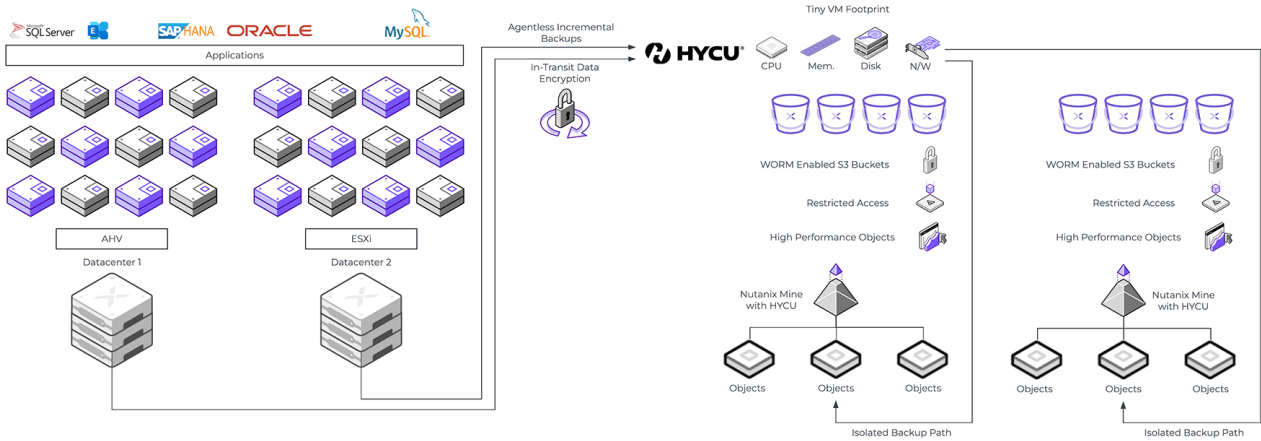 Microsoft
SQL Server
E
SAP HANA
ORACLE
MySQL
Applications
AHV
ESXi
Datacenter 1
Datacenter 2
Agentless Incremental
Backups
In-Transit Data
Encryption
HYCU
Tiny VM Footprint
CPU
Mem.
Disk
N/W
WORM Enabled S3 Buckets
Restricted Access
High Performance Objects
Nutanix Mine
with HYCU
Objects
Objects
Objects
Isolated Backup Path
WORM Enabled S3 Buckets
Restricted Access
High Performance Objects
Nutanix Mine
with HYCU
Objects
Objects
Objects
Isolated Backup Path